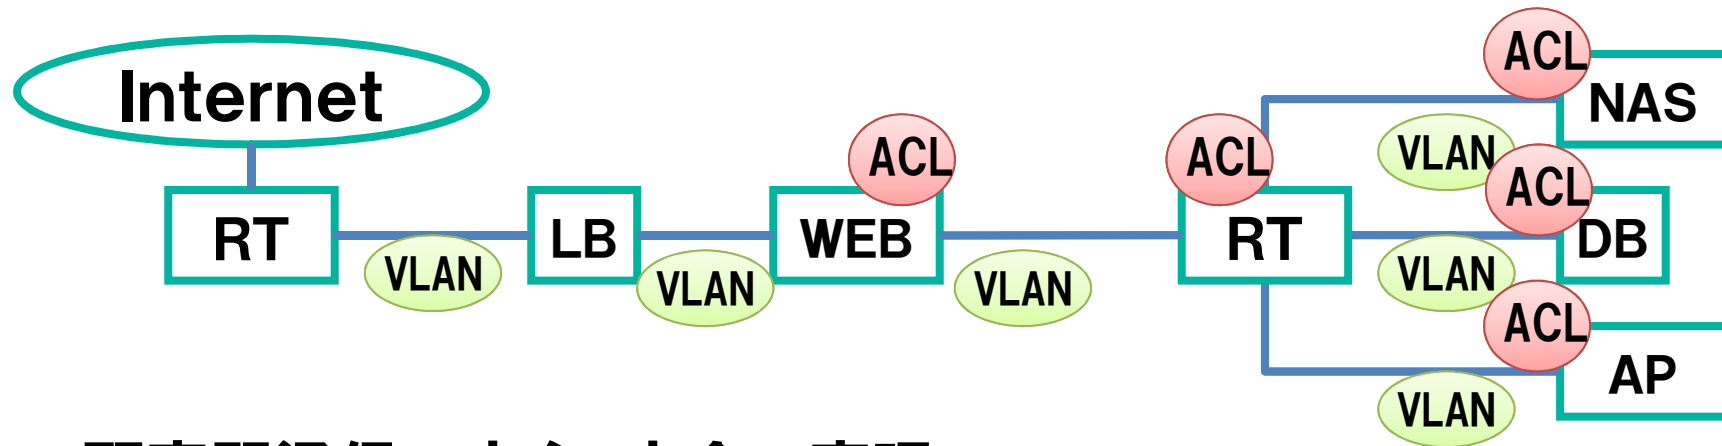 Internet
RT
VLAN
LB
VLAN
WEB
ACL
VLAN
RT
ACL
VLAN
ACL
NAS
VLAN
ACL
DB
VLAN
ACL
AP